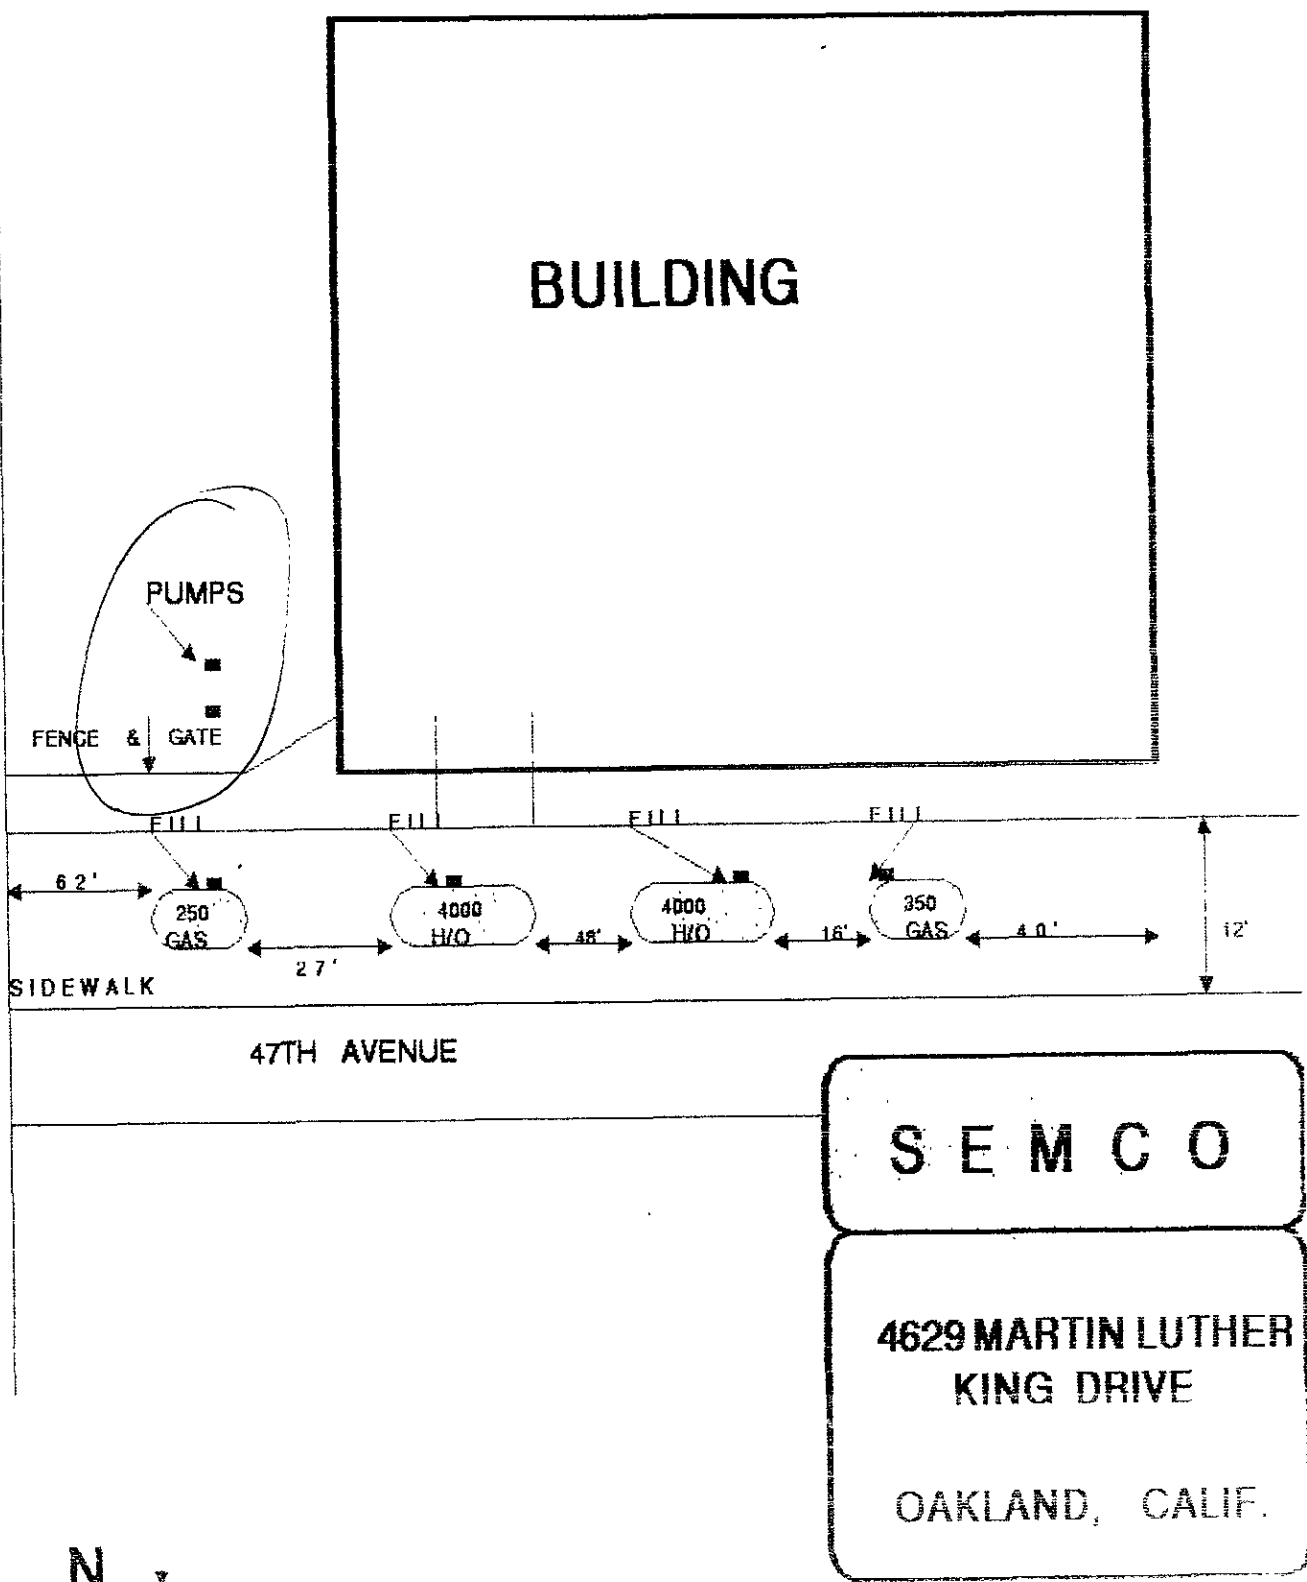 BUILDING
PUMPS
FENCE & GATE
FILL FILL FILL FILL
62'
250 GAS
27'
4000 H/O
48'
4000 H/O
16'
350 GAS
40'
12'
SIDEWALK
47TH AVENUE
SEMCO
4629 MARTIN LUTHER
KING DRIVE
OAKLAND, CALIF.
N